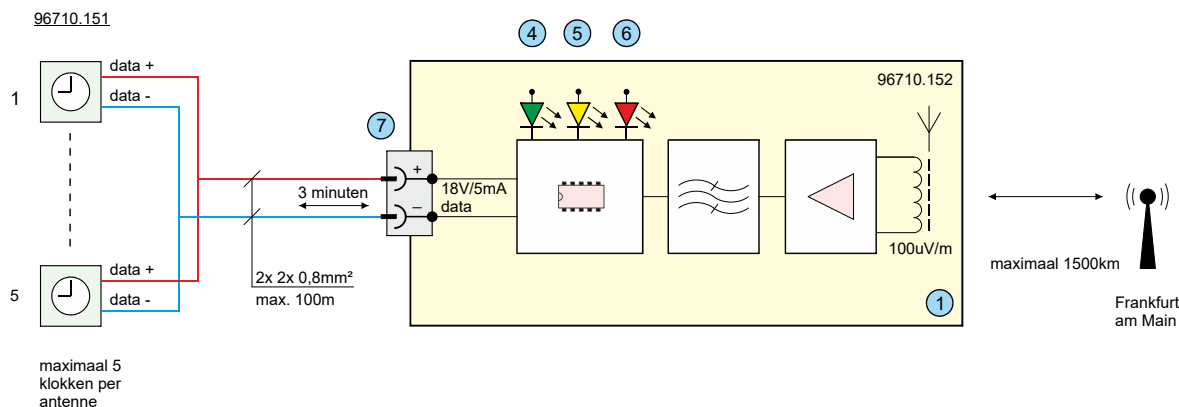 96710.151
1
data +
data -
5
data +
data -
maximaal 5
klokken per
antenne
3 minuten
2x 2x 0,8mm²
max. 100m
7
+
–
18V/5mA
data
4
5
6
96710.152
100uV/m
1
maximaal 1500km
Frankfurt
am Main